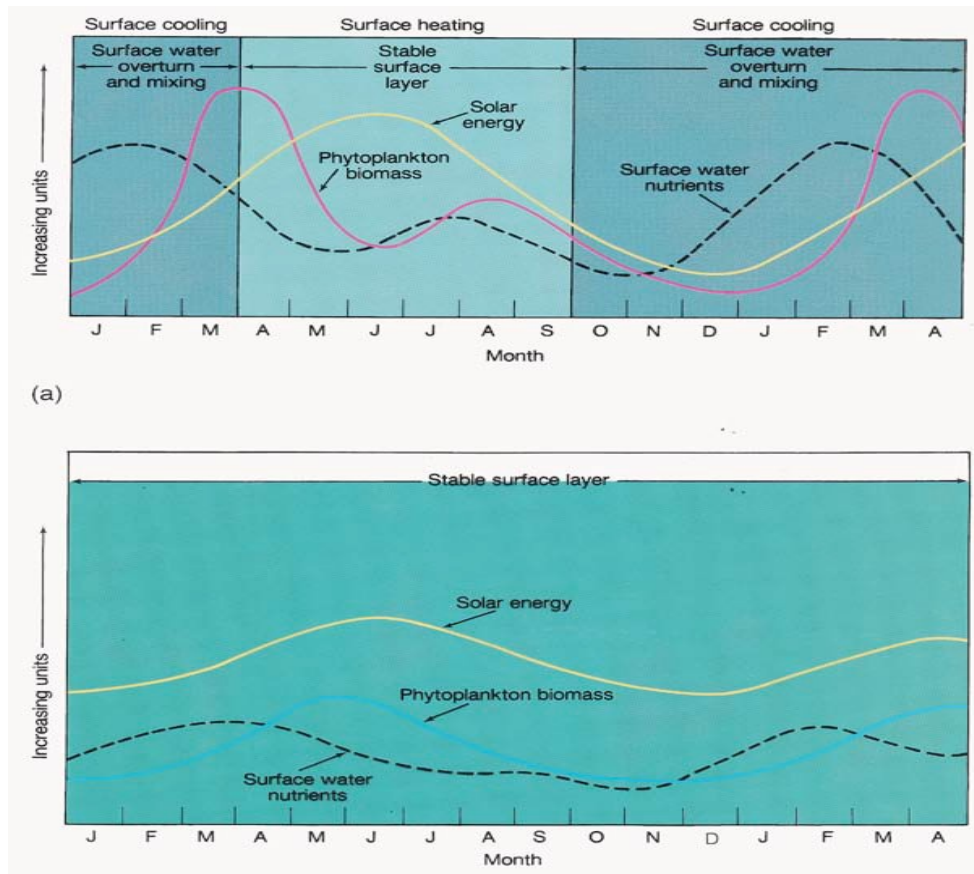 Surface cooling Surface heating Surface cooling
Surface water
overturn
and mixing
Stable
surface
layer
Surface water
overturn
and mixing
Solar
energy
Phytoplankton
biomass
Surface water
nutrients
Increasing units
J F M A M J J A S O N D J F M A
Month
(a)
Stable surface layer
Solar energy
Phytoplankton biomass
Surface water
nutrients
Increasing units
J F M A M J J A S O N D J F M A
Month